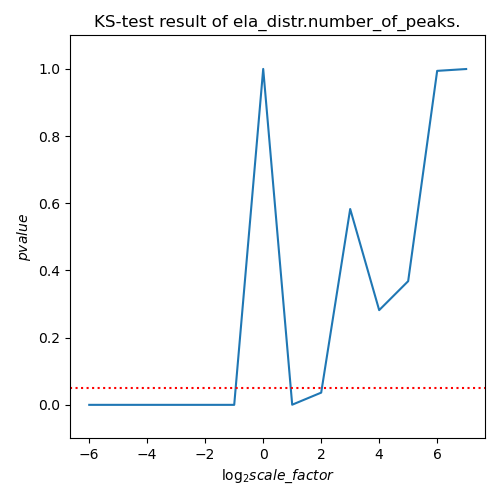 KS-test result of ela_distr.number_of_peaks.
1.0
0.8
0.6
0.4
0.2
0.0
pvalue
−6 −4 −2 0 2 4 6
log₂scale_factor